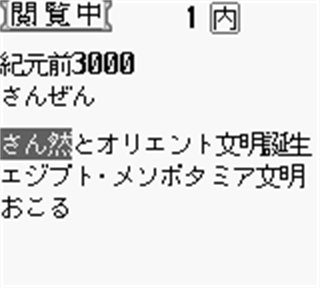 閲覧中 1 内
紀元前3000
さんぜん
さん然とオリエント文明誕生
エジプト・メソポタミア文明
おこる